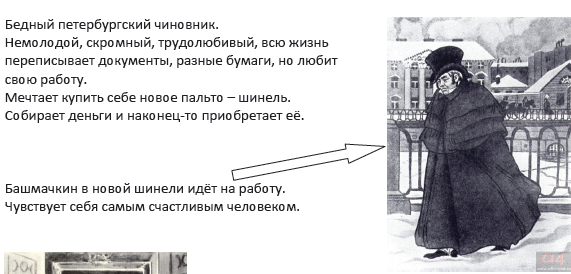 Бедный петербургский чиновник.
Немолодой, скромный, трудолюбивый, всю жизнь
переписывает документы, разные бумаги, но любит
свою работу.
Мечтает купить себе новое пальто – шинель.
Собирает деньги и наконец-то приобретает её.
Башмачкин в новой шинели идёт на работу.
Чувствует себя самым счастливым человеком.